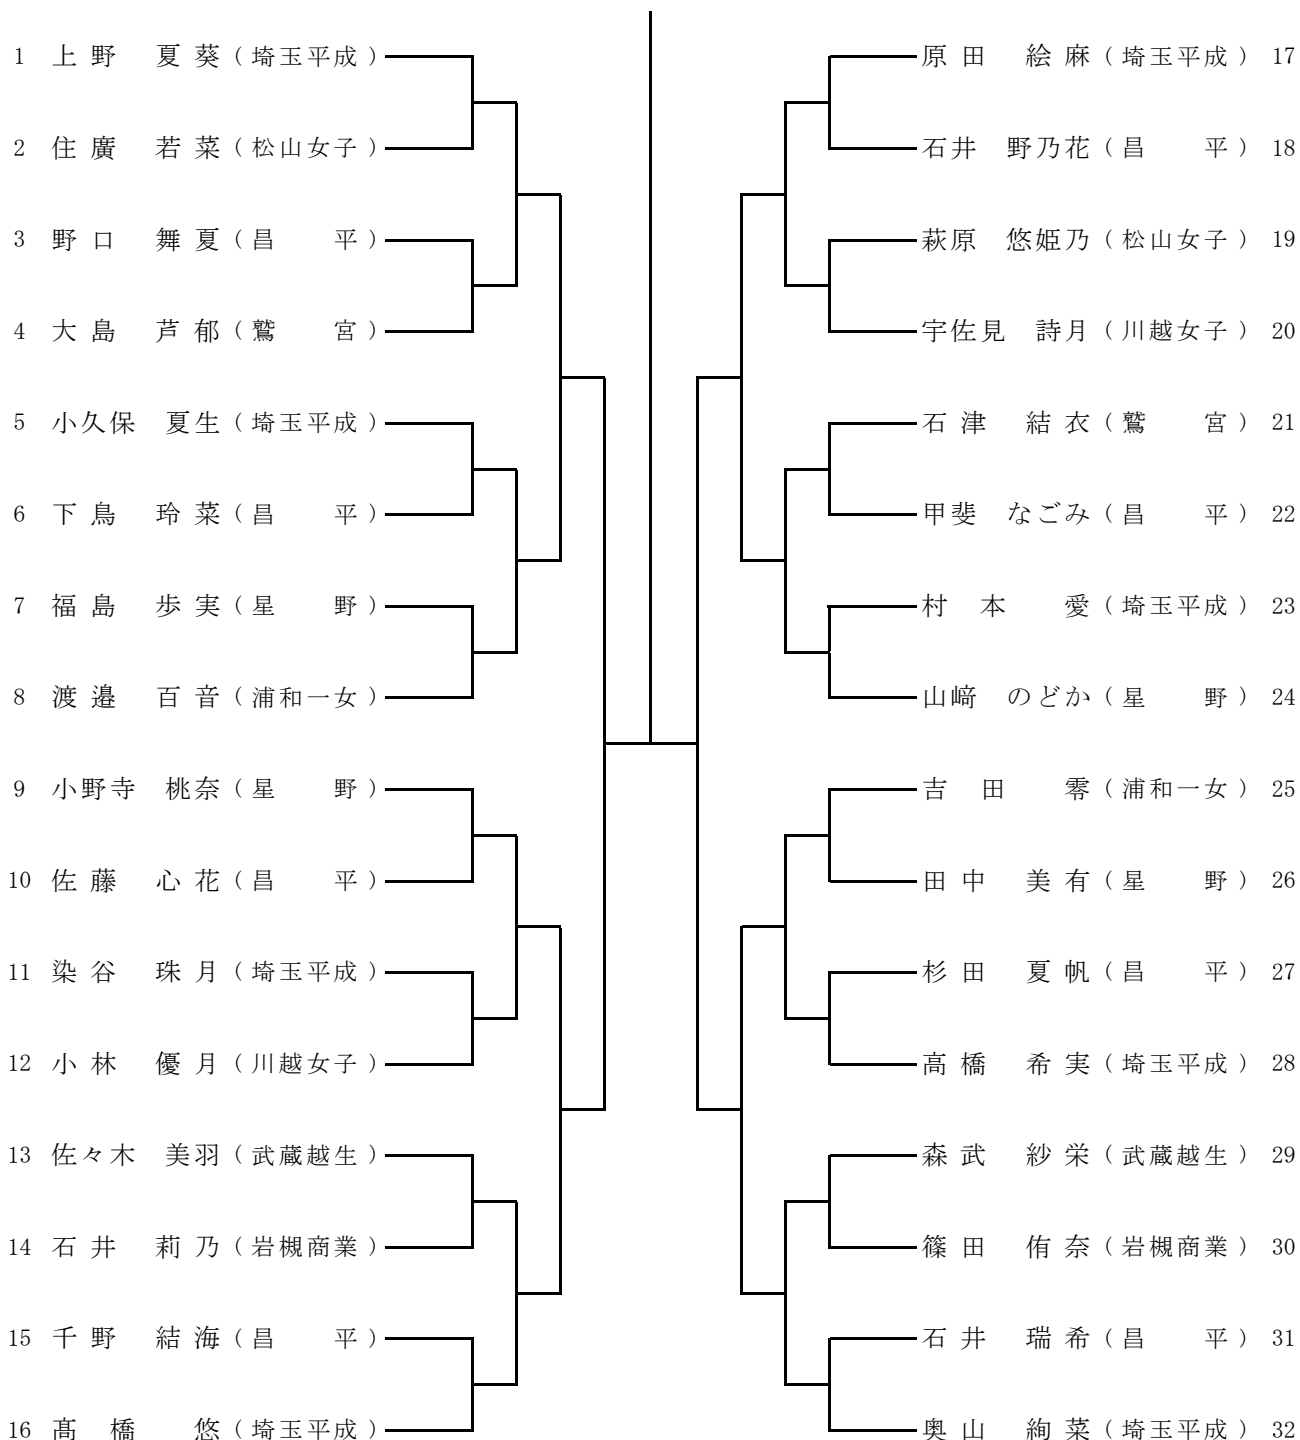 1 上野 夏葵（埼玉平成）
2 住廣 若菜（松山女子）
3 野口 舞夏（昌 平）
4 大島 芦郁（鷲 宮）
5 小久保 夏生（埼玉平成）
6 下鳥 玲菜（昌 平）
7 福島 歩実（星 野）
8 渡邉 百音（浦和一女）
9 小野寺 桃奈（星 野）
10 佐藤 心花（昌 平）
11 染谷 珠月（埼玉平成）
12 小林 優月（川越女子）
13 佐々木 美羽（武蔵越生）
14 石井 莉乃（岩槻商業）
15 千野 結海（昌 平）
16 髙橋 悠（埼玉平成）
原田 絵麻（埼玉平成） 17
石井 野乃花（昌 平） 18
萩原 悠姫乃（松山女子） 19
宇佐見 詩月（川越女子） 20
石津 結衣（鷲 宮） 21
甲斐 なごみ（昌 平） 22
村本 愛（埼玉平成） 23
山﨑 のどか（星 野） 24
吉田 零（浦和一女） 25
田中 美有（星 野） 26
杉田 夏帆（昌 平） 27
高橋 希実（埼玉平成） 28
森武 紗栄（武蔵越生） 29
篠田 侑奈（岩槻商業） 30
石井 瑞希（昌 平） 31
奥山 絢菜（埼玉平成） 32